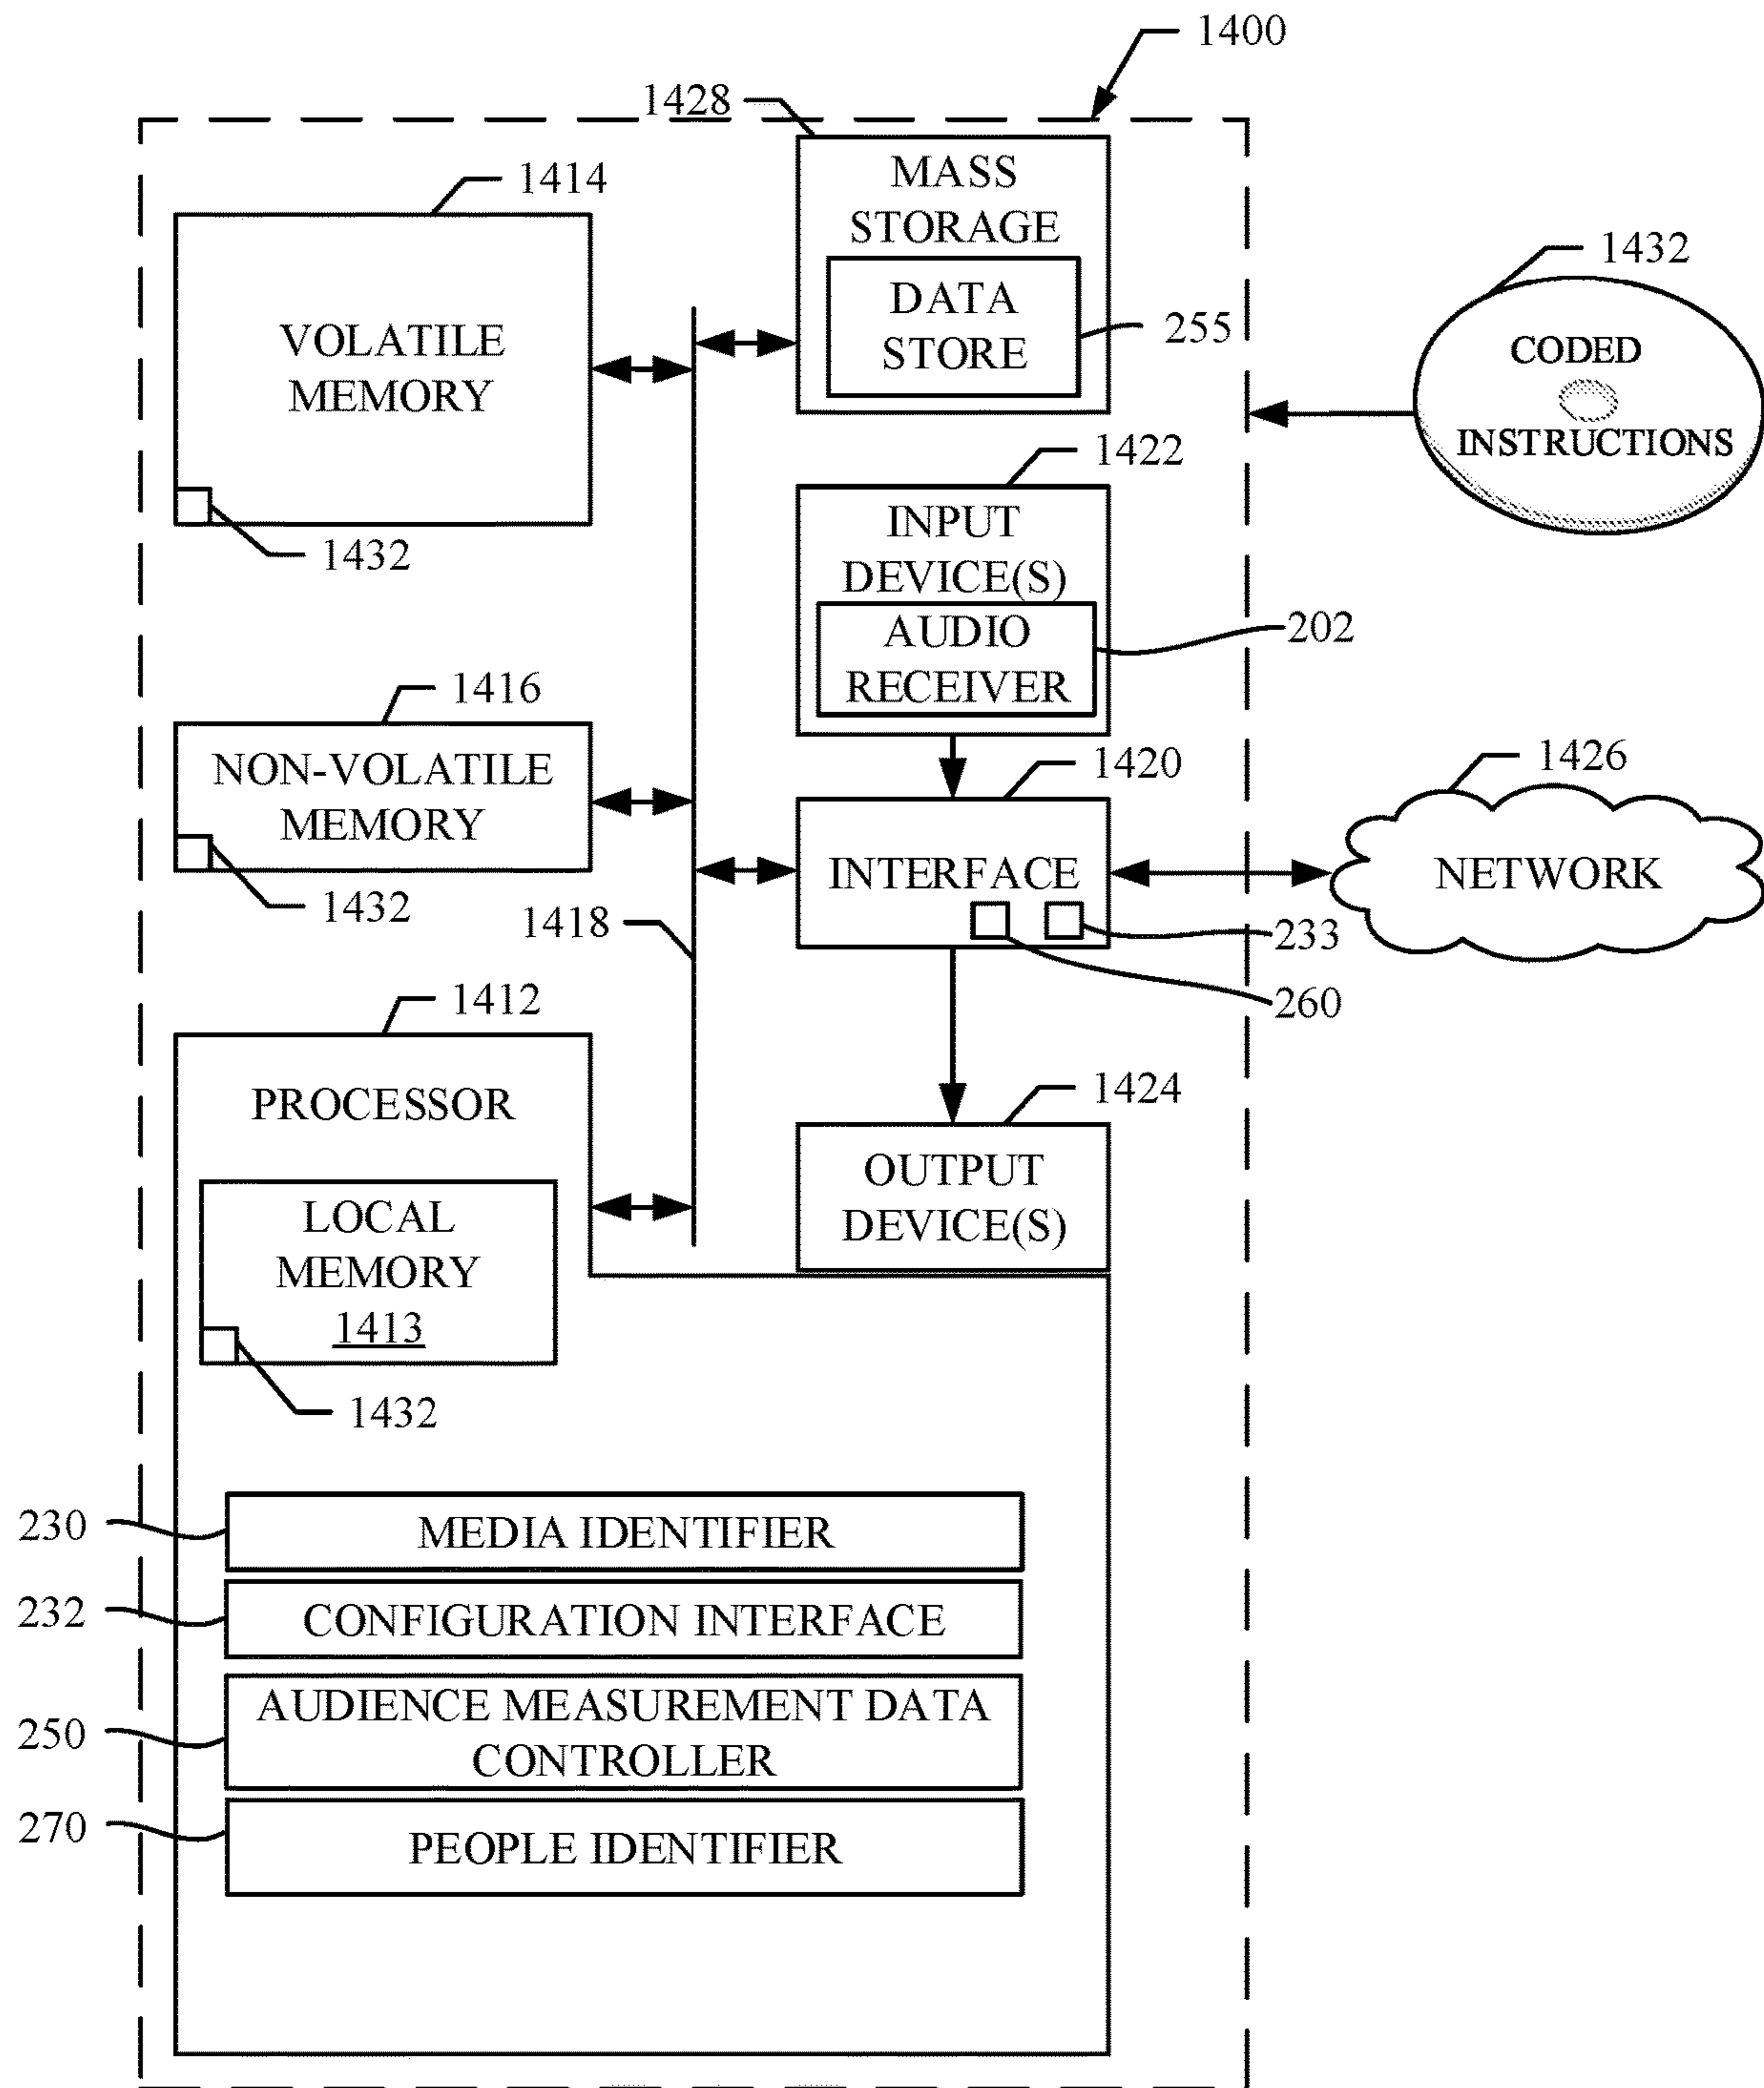 1400
1428
MASS
STORAGE
DATA
STORE
255
1414
VOLATILE
MEMORY
1432
1432
CODED
INSTRUCTIONS
1422
INPUT
DEVICE(S)
AUDIO
RECEIVER
202
1416
NON-VOLATILE
MEMORY
1432
1418
1420
INTERFACE
233
260
1426
NETWORK
1412
PROCESSOR
LOCAL
MEMORY
1413
1432
1424
OUTPUT
DEVICE(S)
230
MEDIA IDENTIFIER
232
CONFIGURATION INTERFACE
250
AUDIENCE MEASUREMENT DATA
CONTROLLER
270
PEOPLE IDENTIFIER